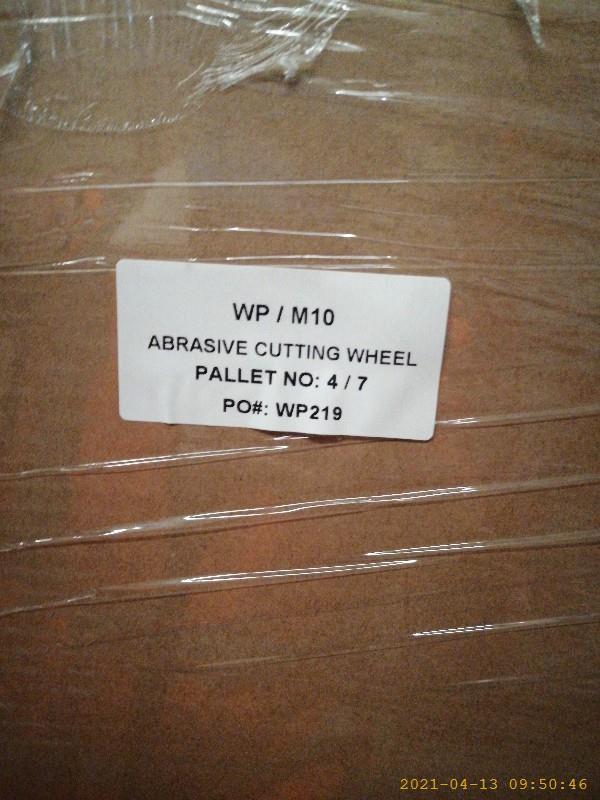 WP / M10
ABRASIVE CUTTING WHEEL
PALLET NO: 4 / 7
PO#: WP219
2021-04-13 09:50:46